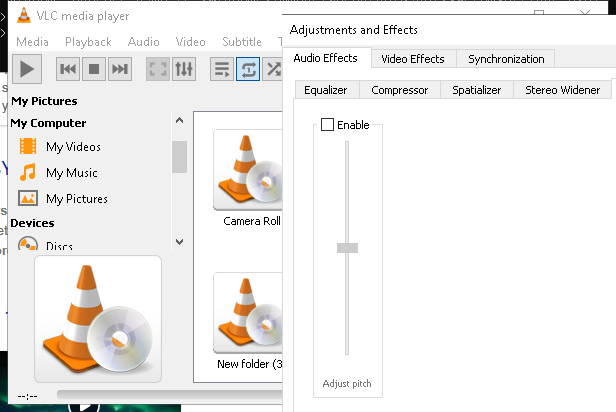 VLC media player
Media Playback Audio Video Subtitle T
My Pictures
My Computer
My Videos
My Music
My Pictures
Devices
Discs
Camera Roll
New folder (3
--:--
Adjustments and Effects
Audio Effects Video Effects Synchronization
Equalizer Compressor Spatializer Stereo Widener
Enable
Adjust pitch